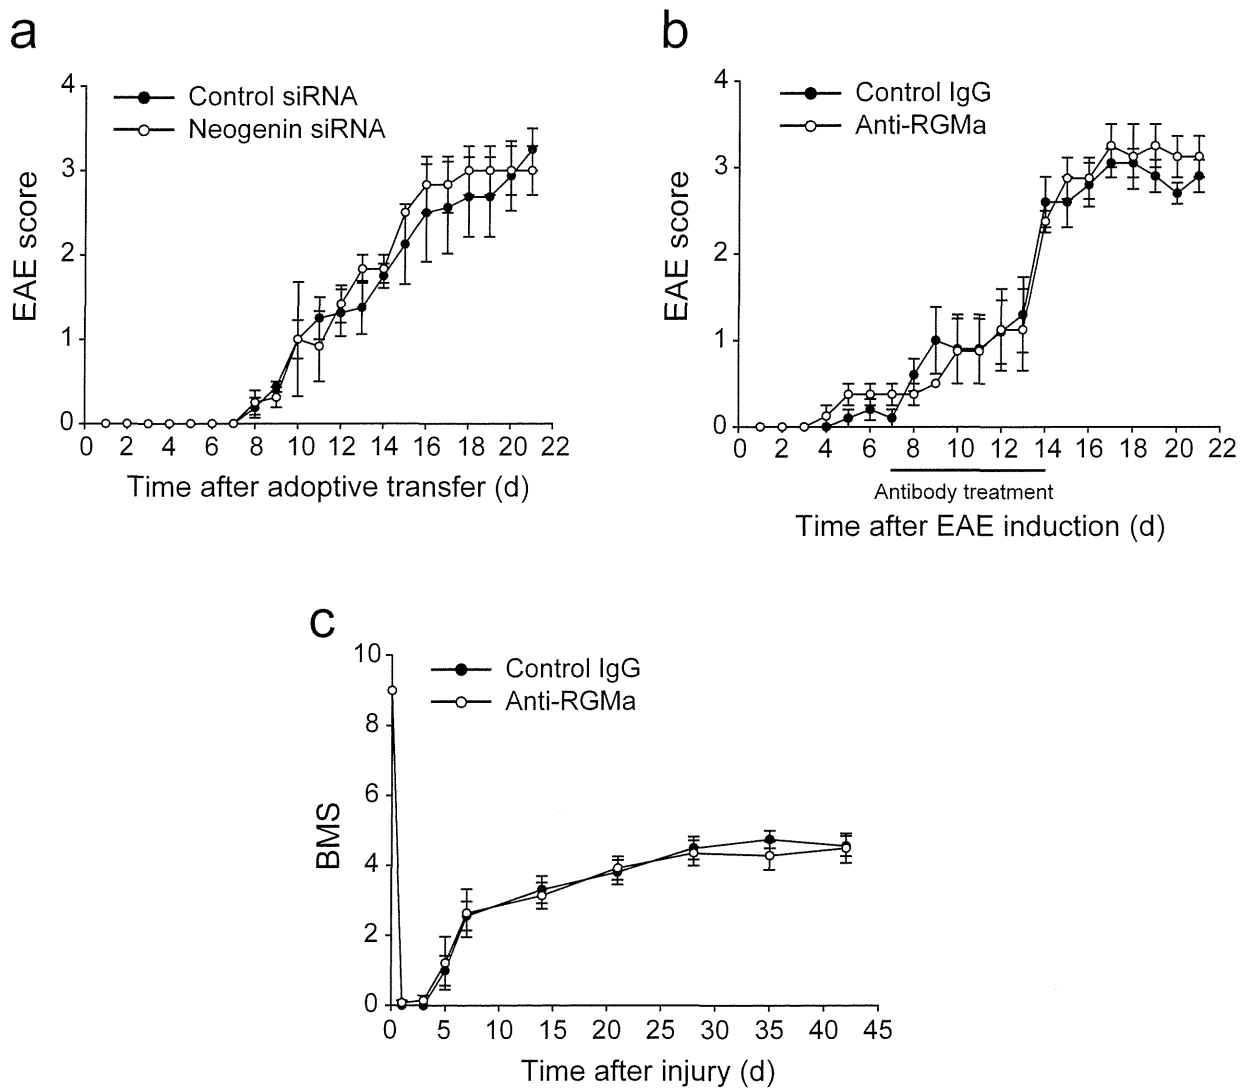 a
Control siRNA
Neogenin siRNA
EAE score
4
3
2
1
0
0 2 4 6 8 10 12 14 16 18 20 22
Time after adoptive transfer (d)
b
Control IgG
Anti-RGMa
EAE score
4
3
2
1
0
0 2 4 6 8 10 12 14 16 18 20 22
Antibody treatment
Time after EAE induction (d)
c
Control IgG
Anti-RGMa
BMS
10
8
6
4
2
0
0 5 10 15 20 25 30 35 40 45
Time after injury (d)